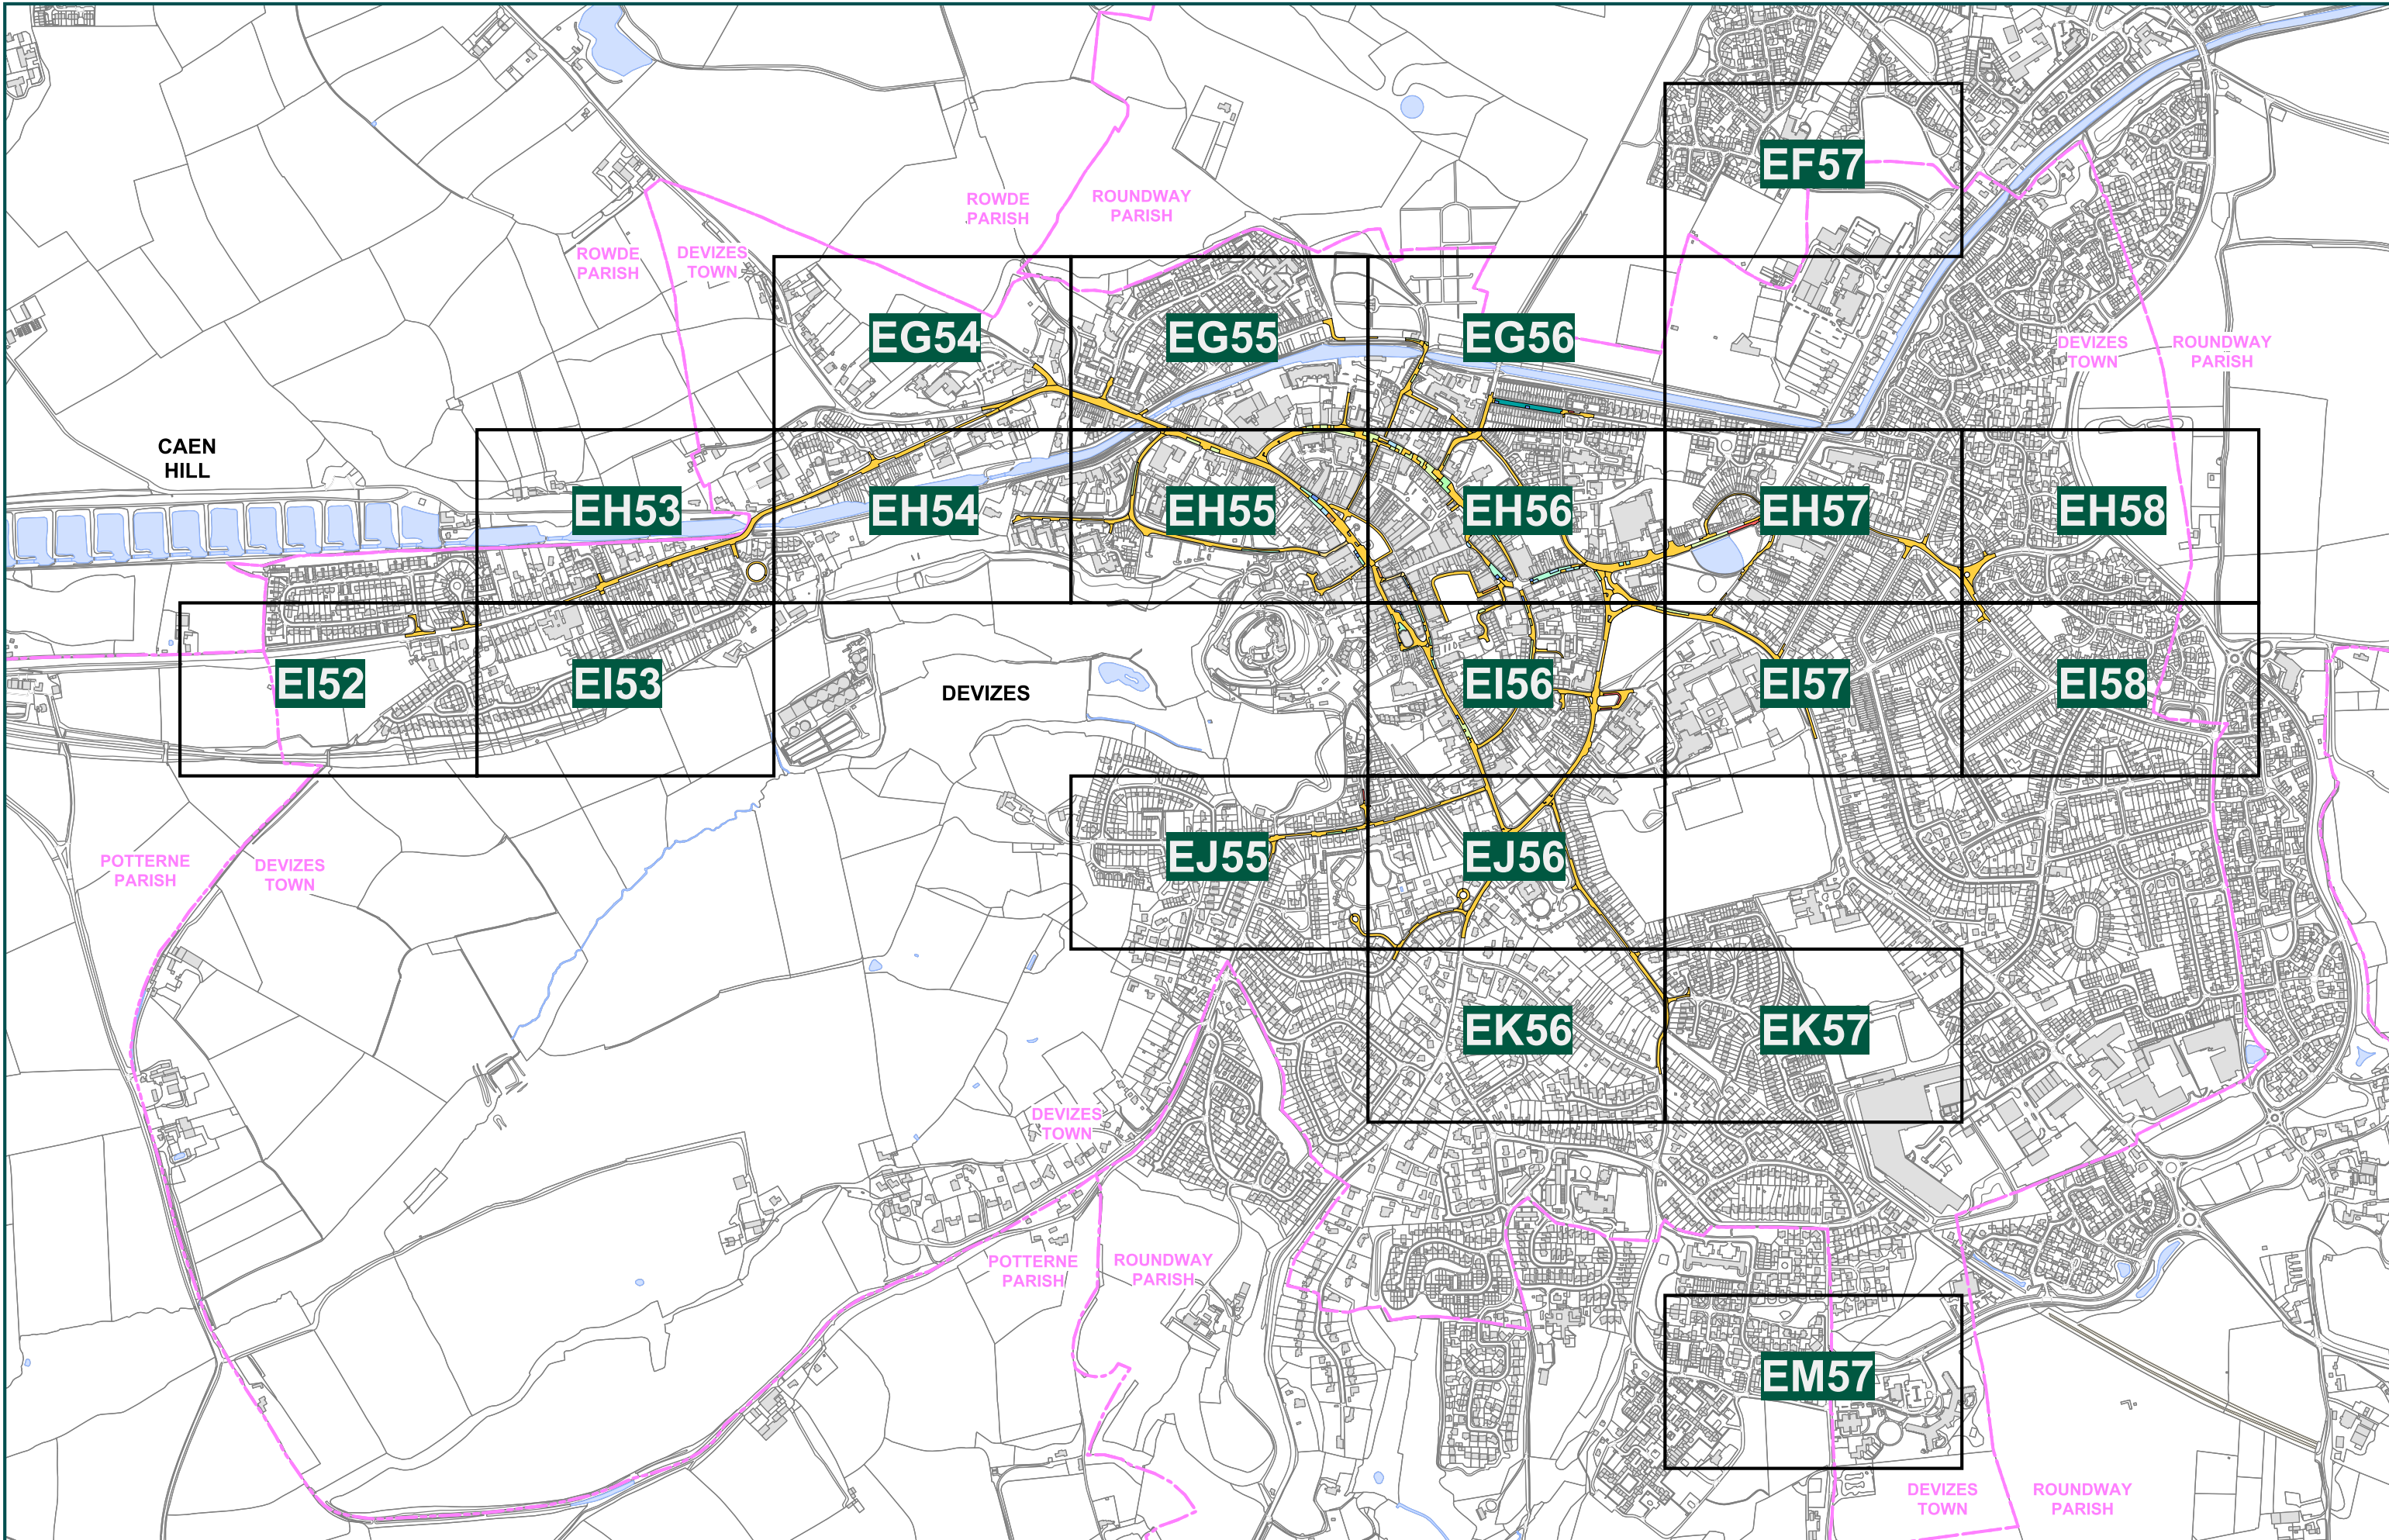 EF57
ROWDE
PARISH
ROUNDWAY
PARISH
ROWDE
PARISH
DEVIZES
TOWN
EG54
EG55
EG56
DEVIZES
TOWN
ROUNDWAY
PARISH
CAEN
HILL
EH53
EH54
EH55
EH56
EH57
EH58
EI52
EI53
DEVIZES
EI56
EI57
EI58
POTTERNE
PARISH
DEVIZES
TOWN
EJ55
EJ56
EK56
EK57
DEVIZES
TOWN
POTTERNE
PARISH
ROUNDWAY
PARISH
EM57
DEVIZES
TOWN
ROUNDWAY
PARISH